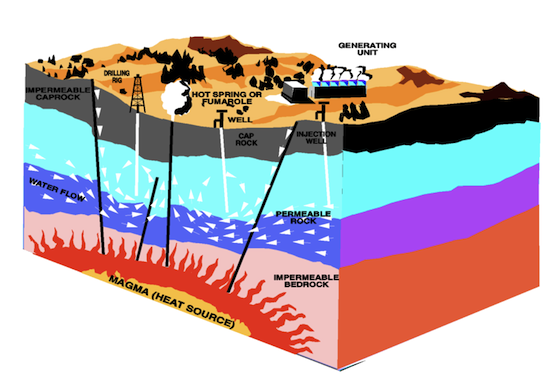 GENERATING
UNIT
DRILLING
RIG
HOT SPRING OR
FUMAROLE
IMPERMEABLE
CAPROCK
WELL
CAP
ROCK
INJECTION
WELL
WATER FLOW
PERMEABLE
ROCK
IMPERMEABLE
BEDROCK
MAGMA (HEAT SOURCE)